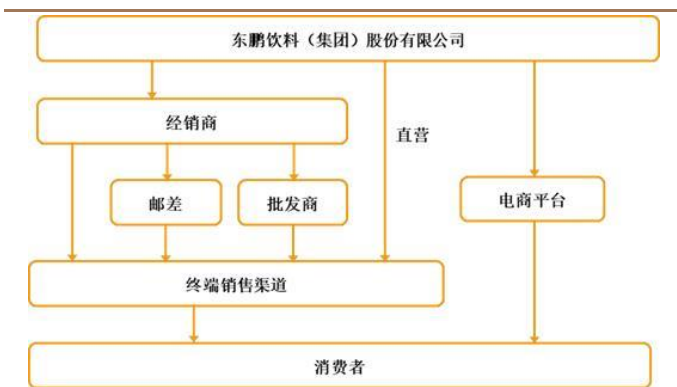 东鹏饮料（集团）股份有限公司
经销商
直营
邮差
批发商
电商平台
终端销售渠道
消费者